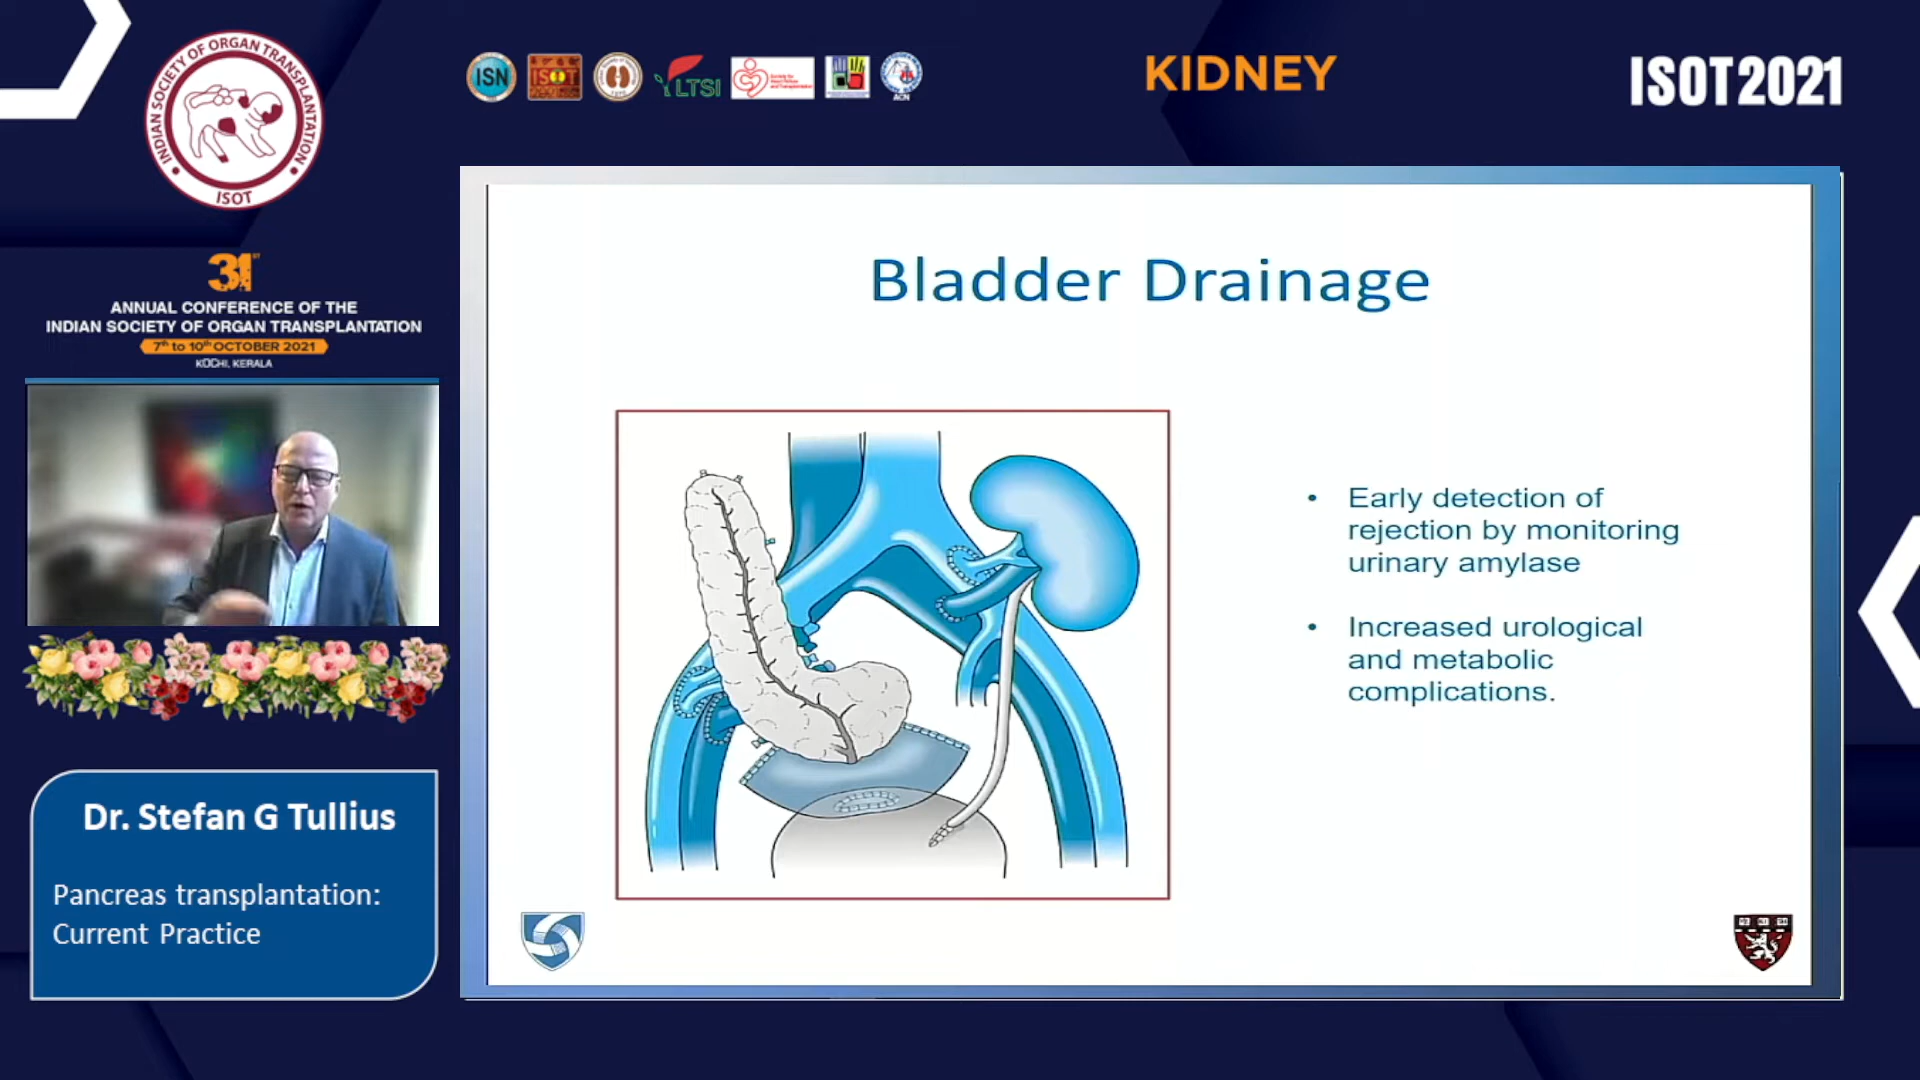 INDIAN SOCIETY OF ORGAN TRANSPLANTATION
ISOT
ISN
ISOT
LTSI
ACN
KIDNEY
ISOT2021
31ST
ANNUAL CONFERENCE OF THE
INDIAN SOCIETY OF ORGAN TRANSPLANTATION
7th to 10th OCTOBER 2021
KOCHI, KERALA
Bladder Drainage
• Early detection of
rejection by monitoring
urinary amylase
• Increased urological
and metabolic
complications.
Dr. Stefan G Tullius
Pancreas transplantation:
Current Practice